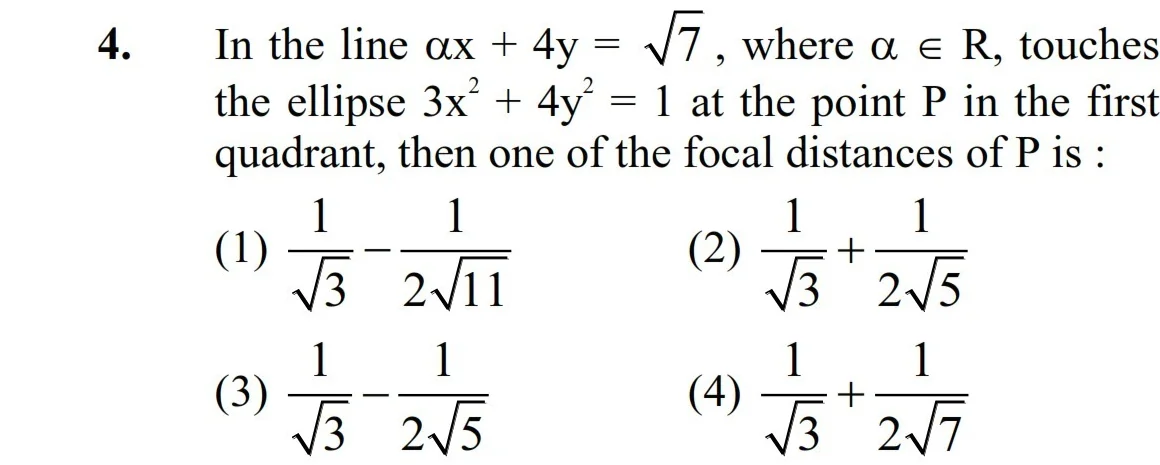 4. In the line αx + 4y = √7, where α ∈ R, touches
the ellipse 3x² + 4y² = 1 at the point P in the first
quadrant, then one of the focal distances of P is :
(1) 1/√3 − 1/(2√11) (2) 1/√3 + 1/(2√5)
(3) 1/√3 − 1/(2√5) (4) 1/√3 + 1/(2√7)